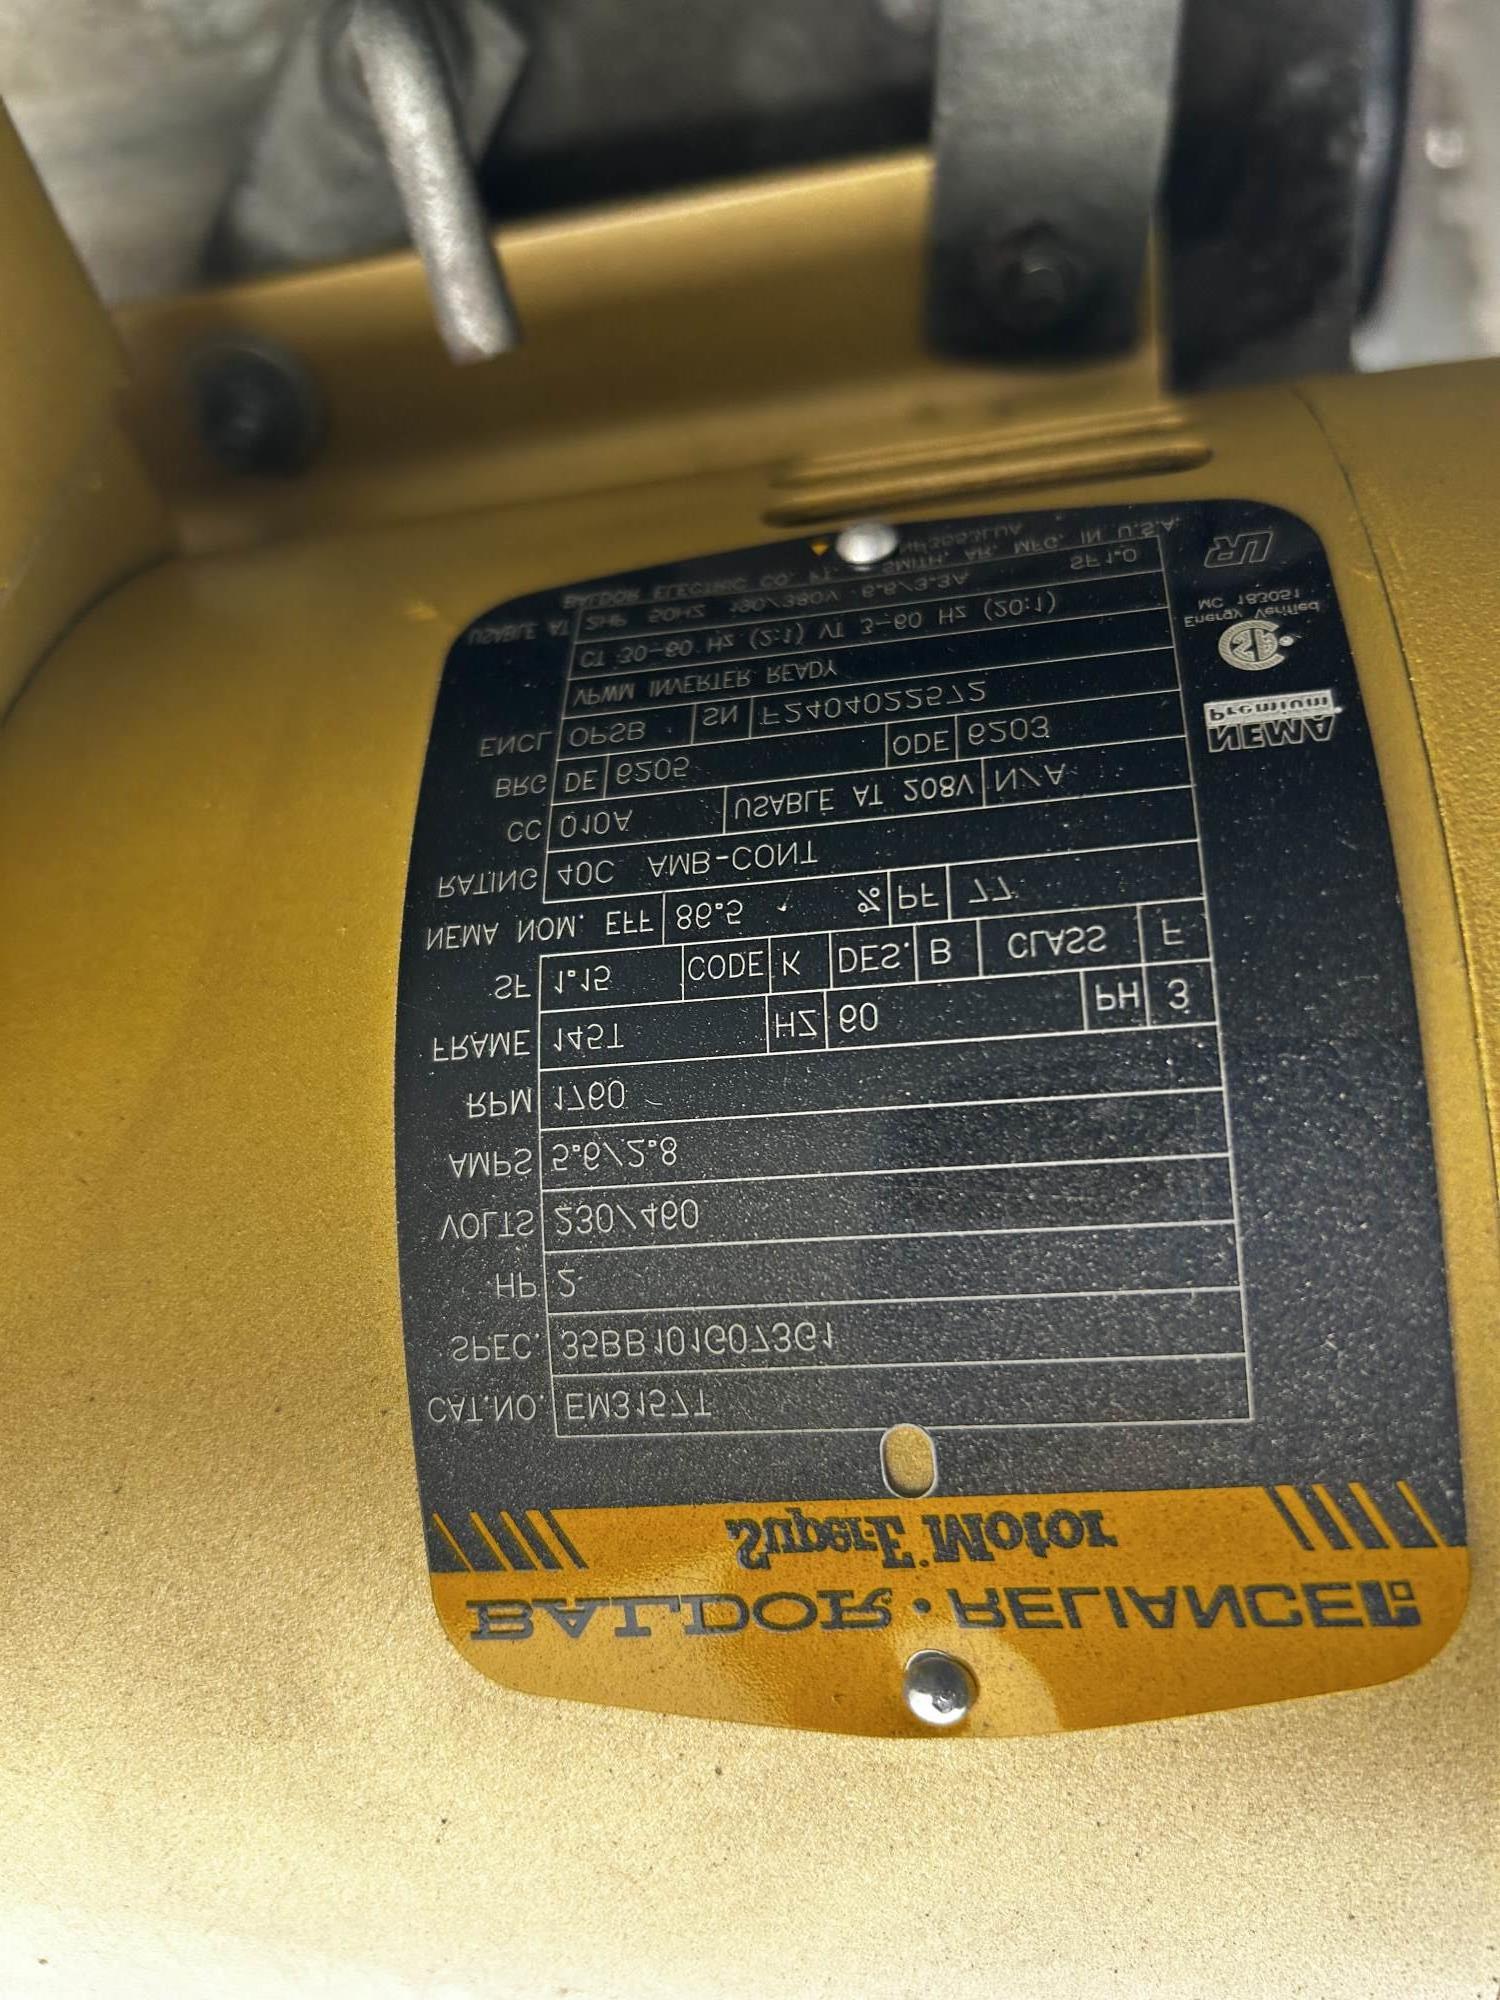 BALDOR · RELIANCE
Super-E Motor
CAT.NO. EM3157T
SPEC. 35BB101G073G1
HP 2
VOLTS 230/460
AMPS 5.6/2.8
RPM 1760
FRAME 145T HZ 60 PH 3
SF 1.15 CODE K DES. B CLASS F
NEMA NOM. EFF 86.5 % PF 77
RATING 40C AMB-CONT
CC 010A USABLE AT 208V N/A
BRG DE 6205 ODE 6203
ENCL OPSB SN F2404022572
VPWM INVERTER READY
CT 30-60 HZ (2:1) VT 3-60 HZ (20:1)
USABLE AT 2HP 50HZ 190/380V 6.6/3.3A SF1.0
BALDOR ELECTRIC CO. FT. SMITH, AR. MFG. IN U.S.A.
NEMA
Premium
Energy Verified
MC 183051
UR